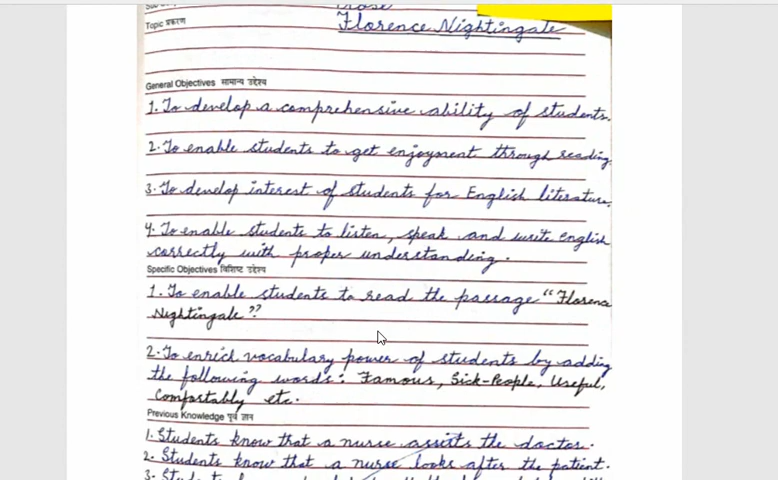 Prose
Topic प्रकरण Florence Nightingale
General Objectives सामान्य उद्देश्य
1. To develop a comprehensive ability of students.
2. To enable students to get enjoyment through reading
3. To develop interest of students for English literature.
4. To enable students to listen, speak and write english
correctly with proper understanding.
Specific Objectives विशिष्ट उद्देश्य
1. To enable students to read the passage "Florence
Nightingale"
2. To enrich vocabulary power of students by adding
the following words: Famous, Sick-People, Useful,
Comfortably etc.
Previous Knowledge पूर्व ज्ञान
1. Students know that a nurse assists the doctor.
2. Students know that a nurse looks after the patient.
3.